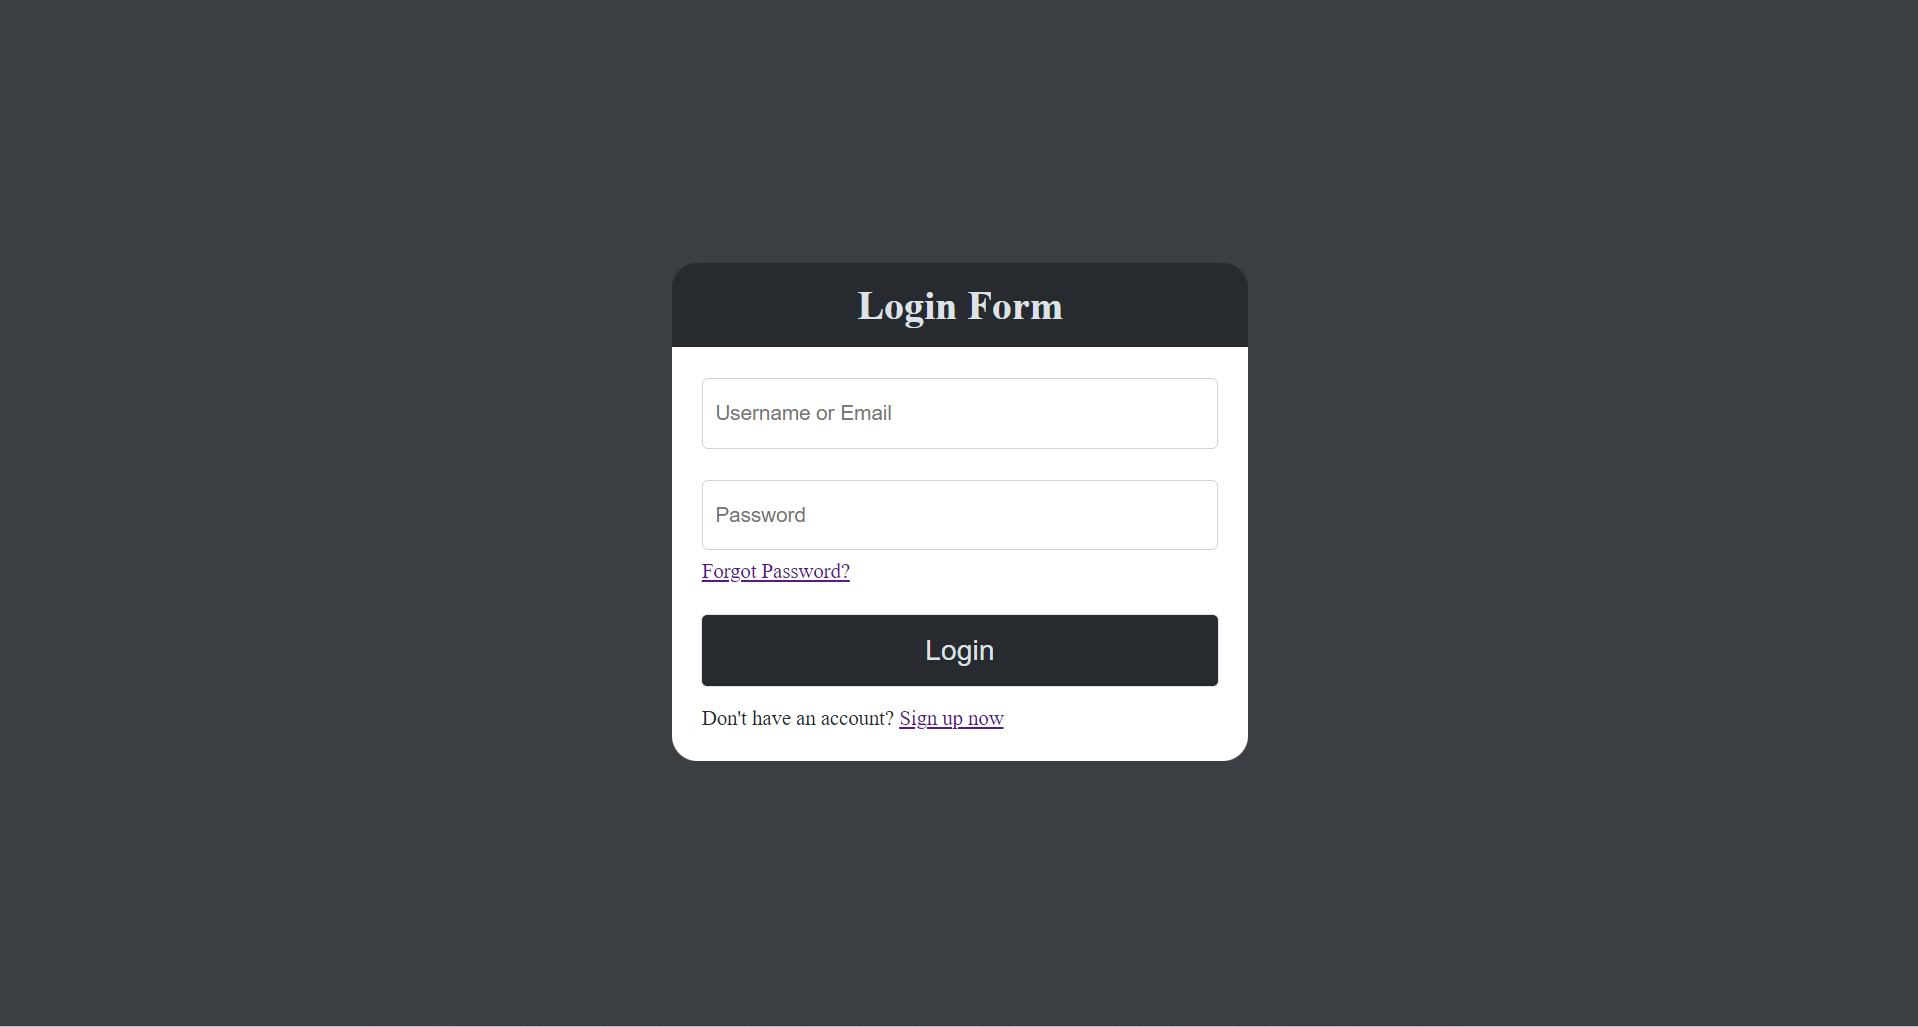 Login Form
Username or Email
Password
Forgot Password?
Login
Don't have an account? Sign up now